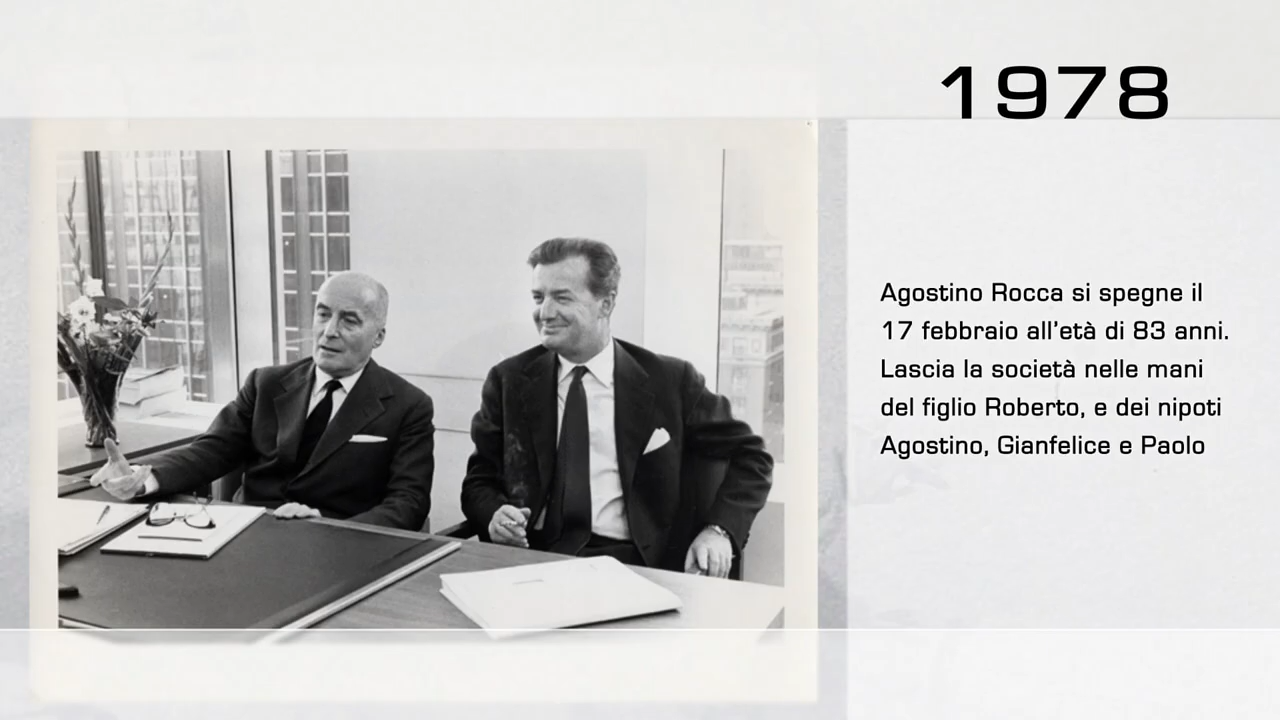 1978
Agostino Rocca si spegne il
17 febbraio all'età di 83 anni.
Lascia la società nelle mani
del figlio Roberto, e dei nipoti
Agostino, Gianfelice e Paolo